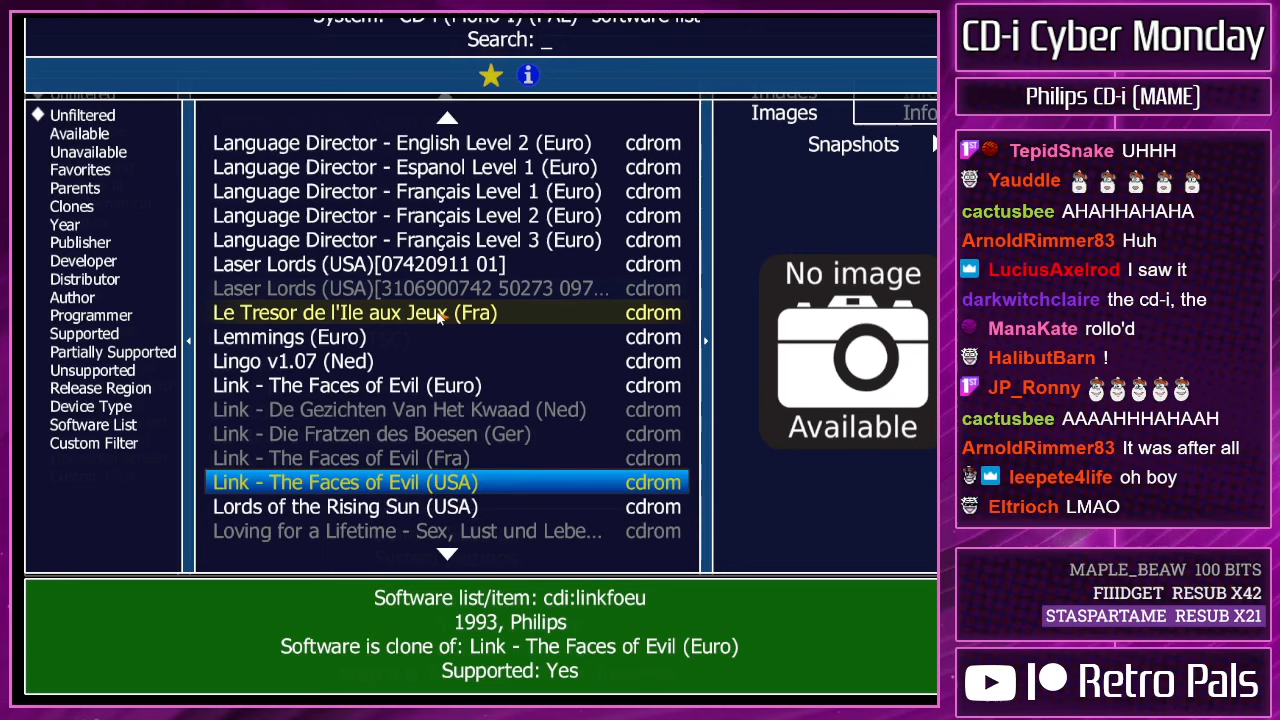 System: "CD-i (Mono-I) (PAL)" software list
Search: _
Images
Info
Snapshots
Unfiltered
Available
Unavailable
Favorites
Parents
Clones
Year
Publisher
Developer
Distributor
Author
Programmer
Supported
Partially Supported
Unsupported
Release Region
Device Type
Software List
Custom Filter
Language Director - English Level 2 (Euro) cdrom
Language Director - Espanol Level 1 (Euro) cdrom
Language Director - Français Level 1 (Euro) cdrom
Language Director - Français Level 2 (Euro) cdrom
Language Director - Français Level 3 (Euro) cdrom
Laser Lords (USA)[07420911 01] cdrom
Laser Lords (USA)[3106900742 50273 097... cdrom
Le Tresor de l'Ile aux Jeux (Fra) cdrom
Lemmings (Euro) cdrom
Lingo v1.07 (Ned) cdrom
Link - The Faces of Evil (Euro) cdrom
Link - De Gezichten Van Het Kwaad (Ned) cdrom
Link - Die Fratzen des Boesen (Ger) cdrom
Link - The Faces of Evil (Fra) cdrom
Link - The Faces of Evil (USA) cdrom
Lords of the Rising Sun (USA) cdrom
Loving for a Lifetime - Sex, Lust und Lebe... cdrom
No image
Available
Software list/item: cdi:linkfoeu
1993, Philips
Software is clone of: Link - The Faces of Evil (Euro)
Supported: Yes
CD-i Cyber Monday
Philips CD-i [MAME]
TepidSnake UHHH
Yauddle
cactusbee AHAHHAHAHA
ArnoldRimmer83 Huh
LuciusAxelrod I saw it
darkwitchclaire the cd-i, the
ManaKate rollo'd
HalibutBarn !
JP_Ronny
cactusbee AAAAHHHAHAAH
ArnoldRimmer83 It was after all
leepete4life oh boy
Eltrioch LMAO
MAPLE_BEAW 100 BITS
FIIIDGET RESUB X42
STASPARTAME RESUB X21
Retro Pals